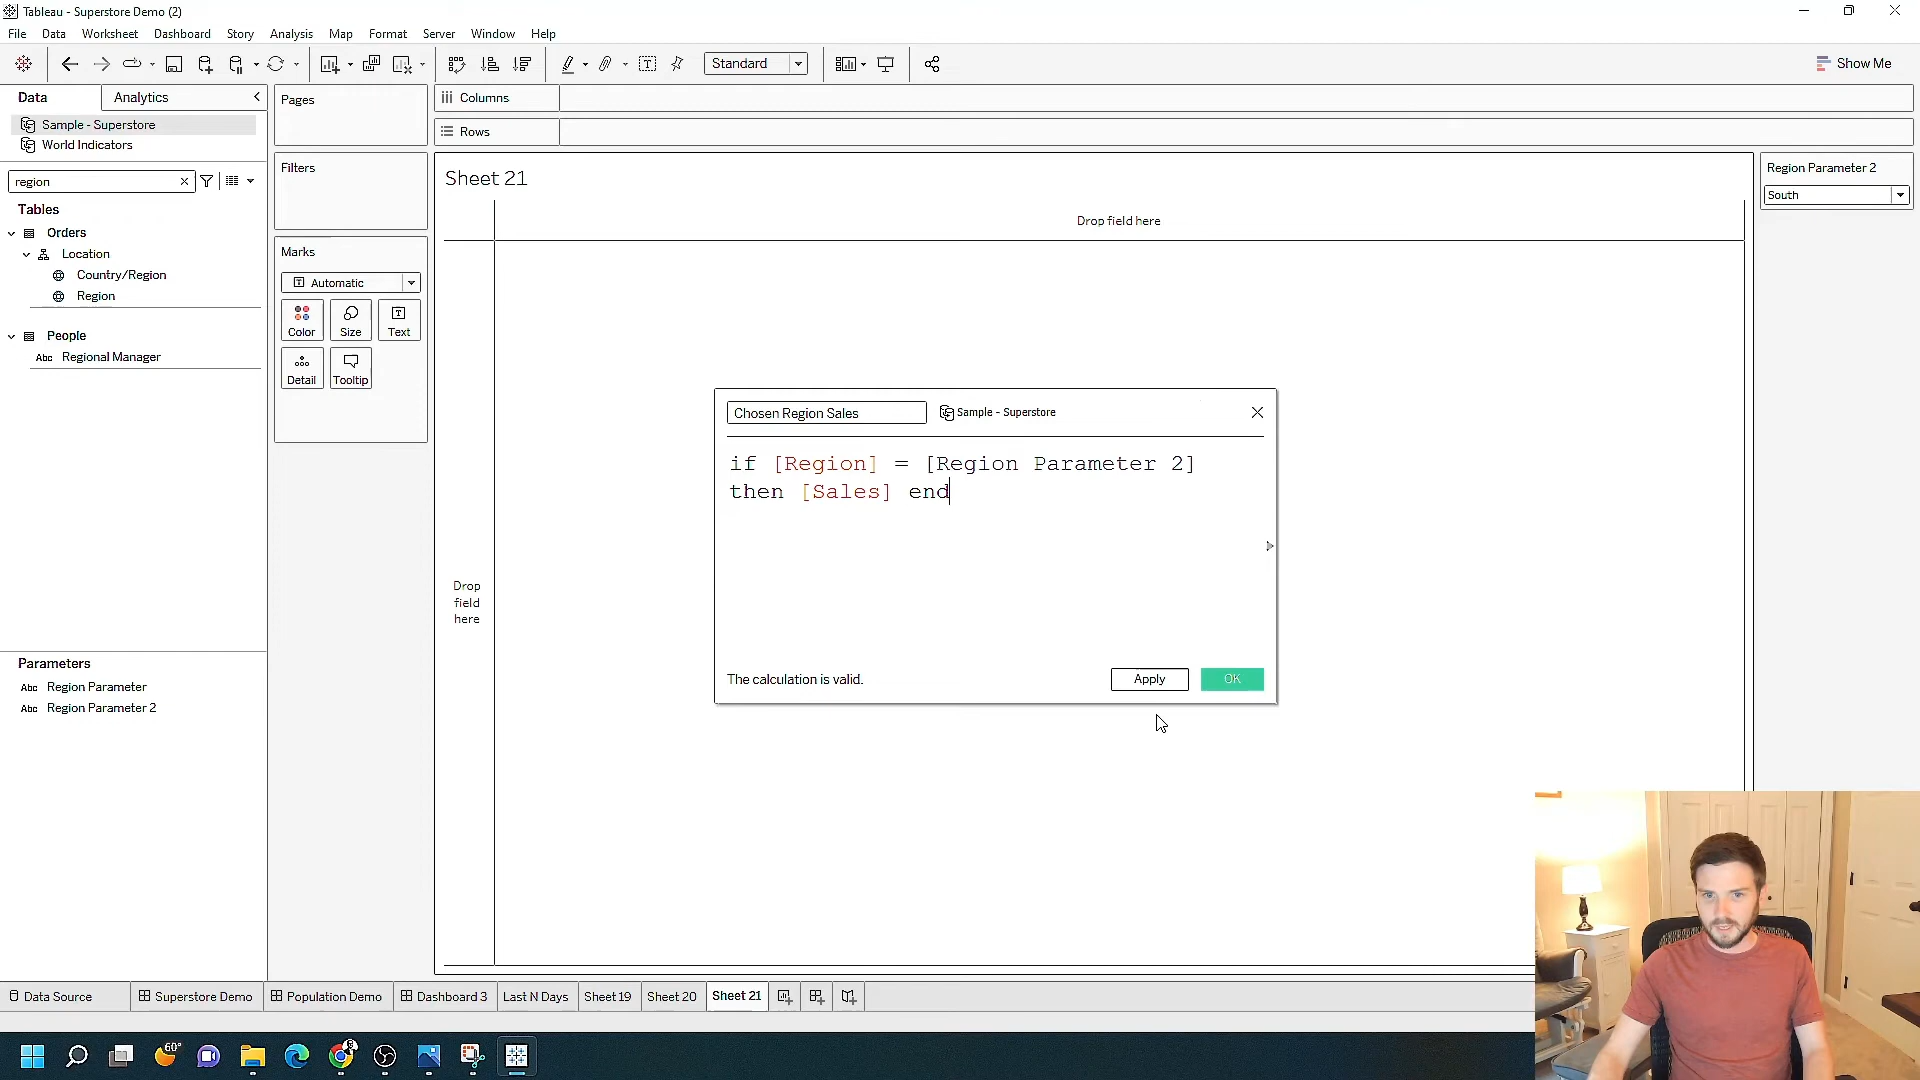 Tableau - Superstore Demo (2)
File Data Worksheet Dashboard Story Analysis Map Format Server Window Help
Standard
Show Me
Data
Analytics
Sample - Superstore
World Indicators
region
Tables
Orders
Location
Country/Region
Region
People
Abc Regional Manager
Parameters
Abc Region Parameter
Abc Region Parameter 2
Pages
Filters
Marks
Automatic
Color
Size
Text
Detail
Tooltip
Columns
Rows
Sheet 21
Drop field here
Drop
field
here
Region Parameter 2
South
Chosen Region Sales
Sample - Superstore
if [Region] = [Region Parameter 2]
then [Sales] end
The calculation is valid.
Apply
OK
Data Source
Superstore Demo
Population Demo
Dashboard 3
Last N Days
Sheet 19
Sheet 20
Sheet 21
60°